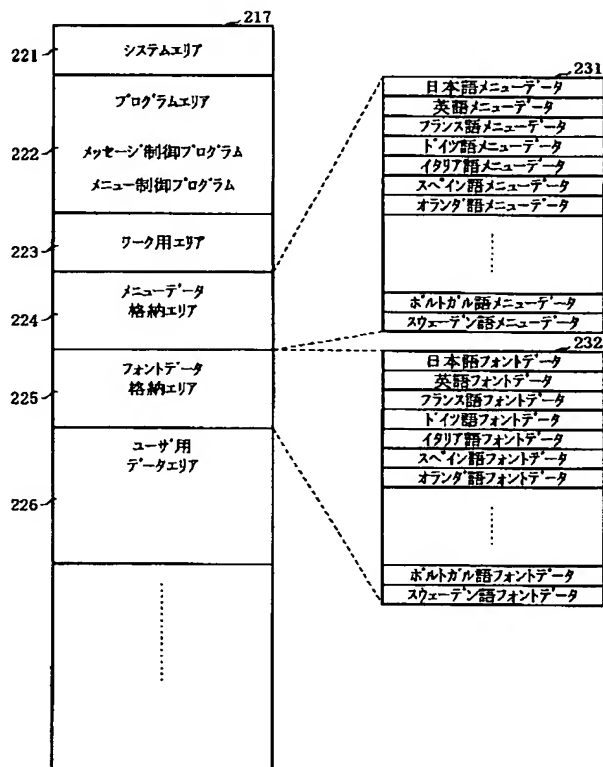 217
221
システムエリア
222
プログラムエリア
メッセージ制御プログラム
メニュー制御プログラム
223
ワーク用エリア
224
メニューデータ
格納エリア
225
フォントデータ
格納エリア
226
ユーザ用
データエリア
231
日本語メニューデータ
英語メニューデータ
フランス語メニューデータ
ドイツ語メニューデータ
イタリア語メニューデータ
スペイン語メニューデータ
オランダ語メニューデータ
ポルトガル語メニューデータ
スウェーデン語メニューデータ
232
日本語フォントデータ
英語フォントデータ
フランス語フォントデータ
ドイツ語フォントデータ
イタリア語フォントデータ
スペイン語フォントデータ
オランダ語フォントデータ
ポルトガル語フォントデータ
スウェーデン語フォントデータ